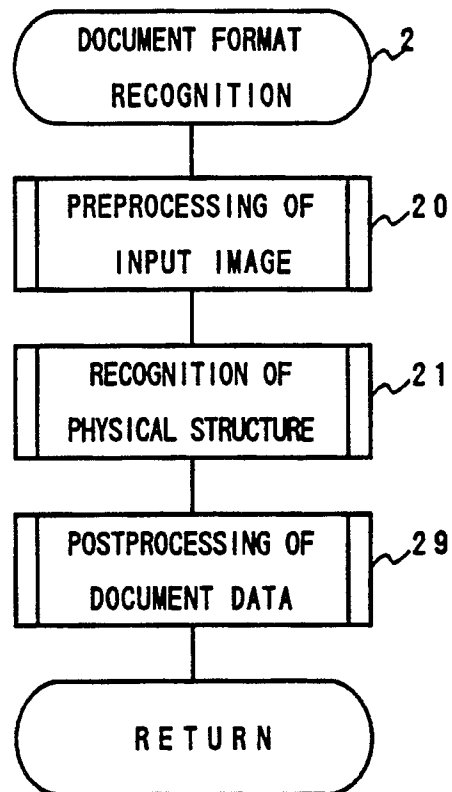 DOCUMENT FORMAT 2
RECOGNITION
PREPROCESSING OF 20
INPUT IMAGE
RECOGNITION OF 21
PHYSICAL STRUCTURE
POSTPROCESSING OF 29
DOCUMENT DATA
RETURN